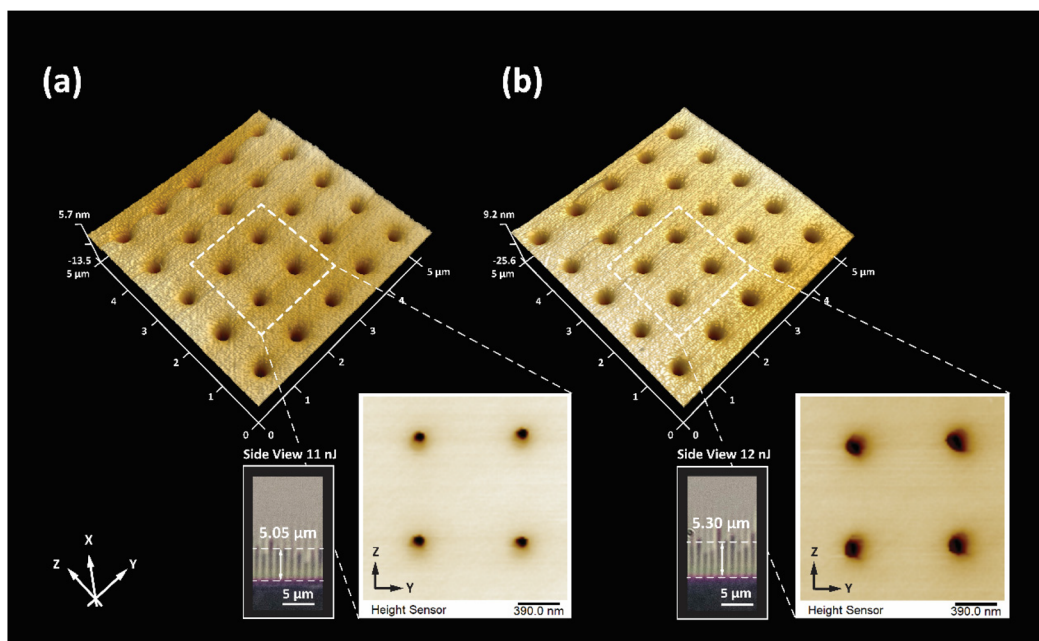 (a)
5.7 nm
-13.5
5 µm
4
3
2
1
0
0
1
2
3
4
5 µm
Side View 11 nJ
5.05 µm
5 µm
Z
Y
Height Sensor
390.0 nm
X
Z
Y
(b)
9.2 nm
-25.6
5 µm
4
3
2
1
0
0
1
2
3
4
5 µm
Side View 12 nJ
5.30 µm
5 µm
Z
Y
Height Sensor
390.0 nm